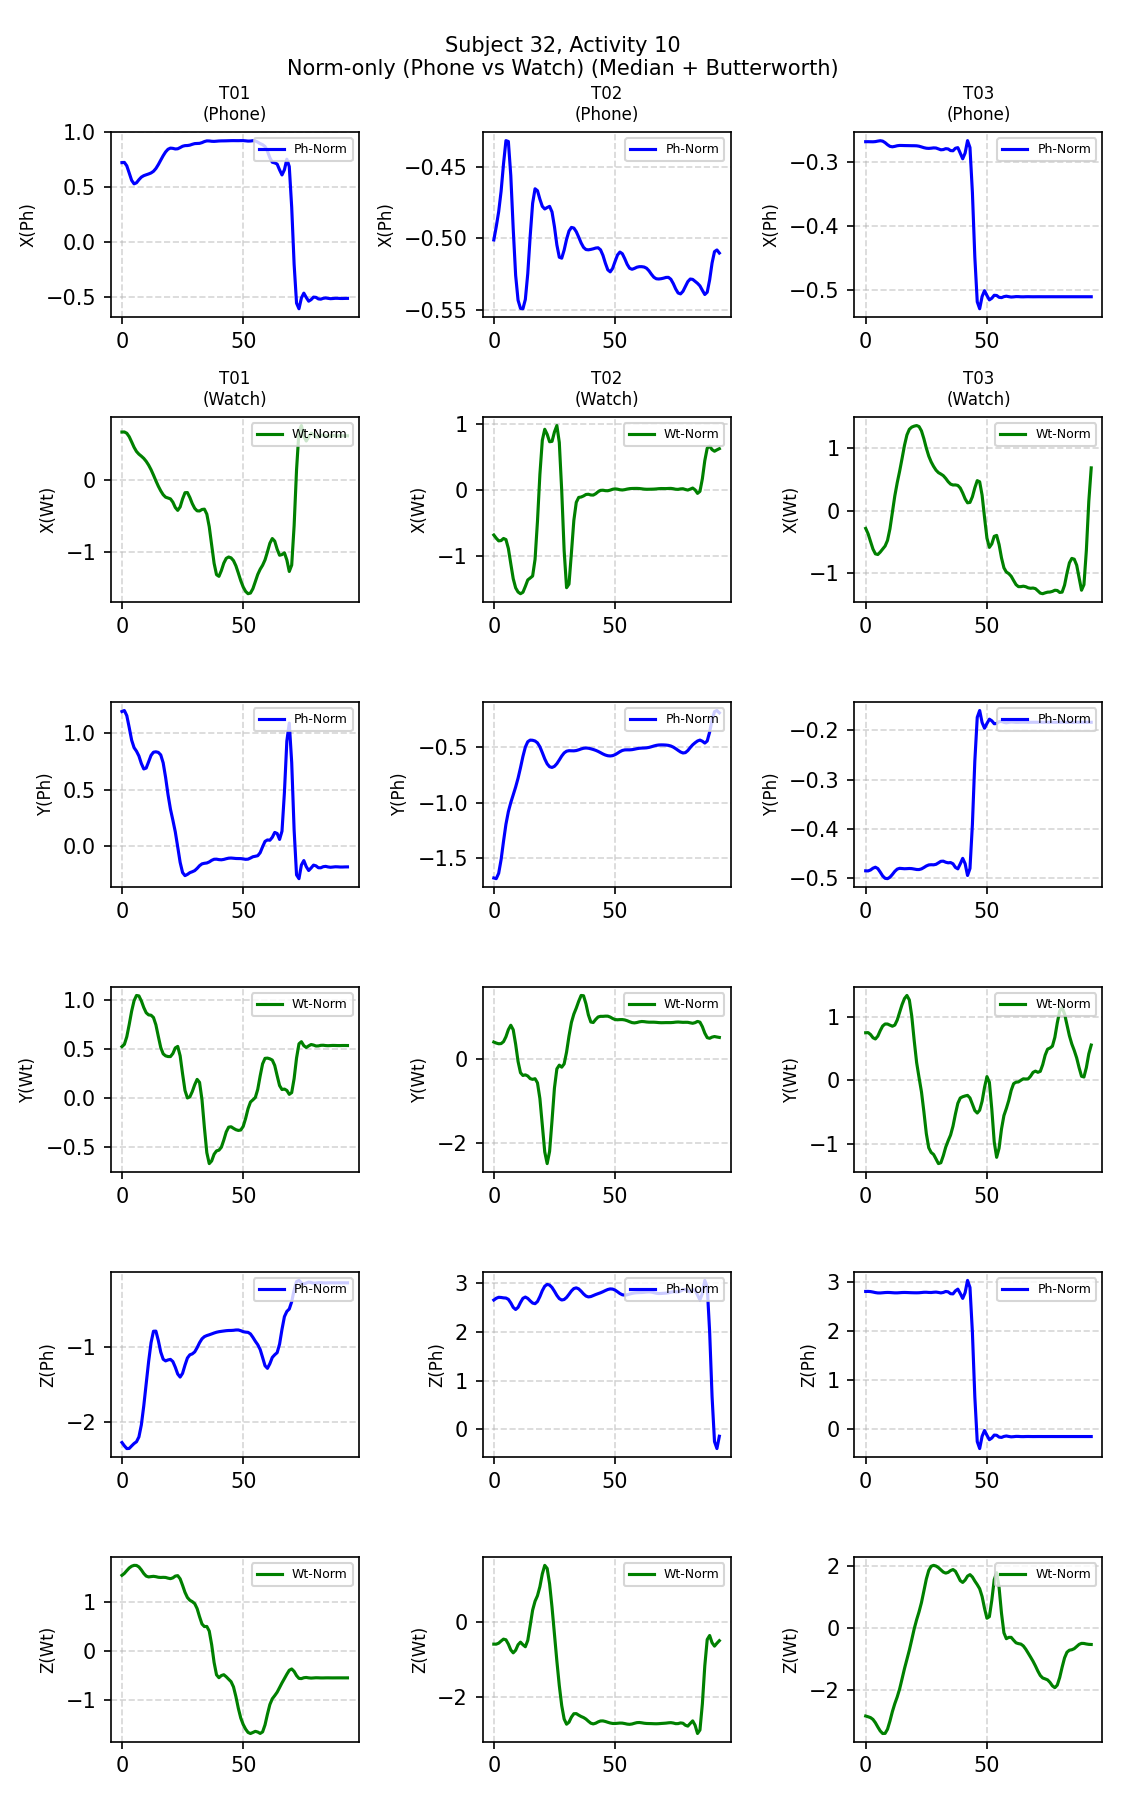 Subject 32, Activity 10
Norm-only (Phone vs Watch) (Median + Butterworth)
T01
(Phone)
T02
(Phone)
T03
(Phone)
X(Ph)
1.0
0.5
0.0
−0.5
0
50
Ph-Norm
X(Ph)
−0.45
−0.50
−0.55
0
50
Ph-Norm
X(Ph)
−0.3
−0.4
−0.5
0
50
Ph-Norm
T01
(Watch)
T02
(Watch)
T03
(Watch)
X(Wt)
0
−1
0
50
Wt-Norm
X(Wt)
1
0
−1
0
50
Wt-Norm
X(Wt)
1
0
−1
0
50
Wt-Norm
Y(Ph)
1.0
0.5
0.0
0
50
Ph-Norm
Y(Ph)
−0.5
−1.0
−1.5
0
50
Ph-Norm
Y(Ph)
−0.2
−0.3
−0.4
−0.5
0
50
Ph-Norm
Y(Wt)
1.0
0.5
0.0
−0.5
0
50
Wt-Norm
Y(Wt)
0
−2
0
50
Wt-Norm
Y(Wt)
1
0
−1
0
50
Wt-Norm
Z(Ph)
−1
−2
0
50
Ph-Norm
Z(Ph)
3
2
1
0
0
50
Ph-Norm
Z(Ph)
3
2
1
0
0
50
Ph-Norm
Z(Wt)
1
0
−1
0
50
Wt-Norm
Z(Wt)
0
−2
0
50
Wt-Norm
Z(Wt)
2
0
−2
0
50
Wt-Norm